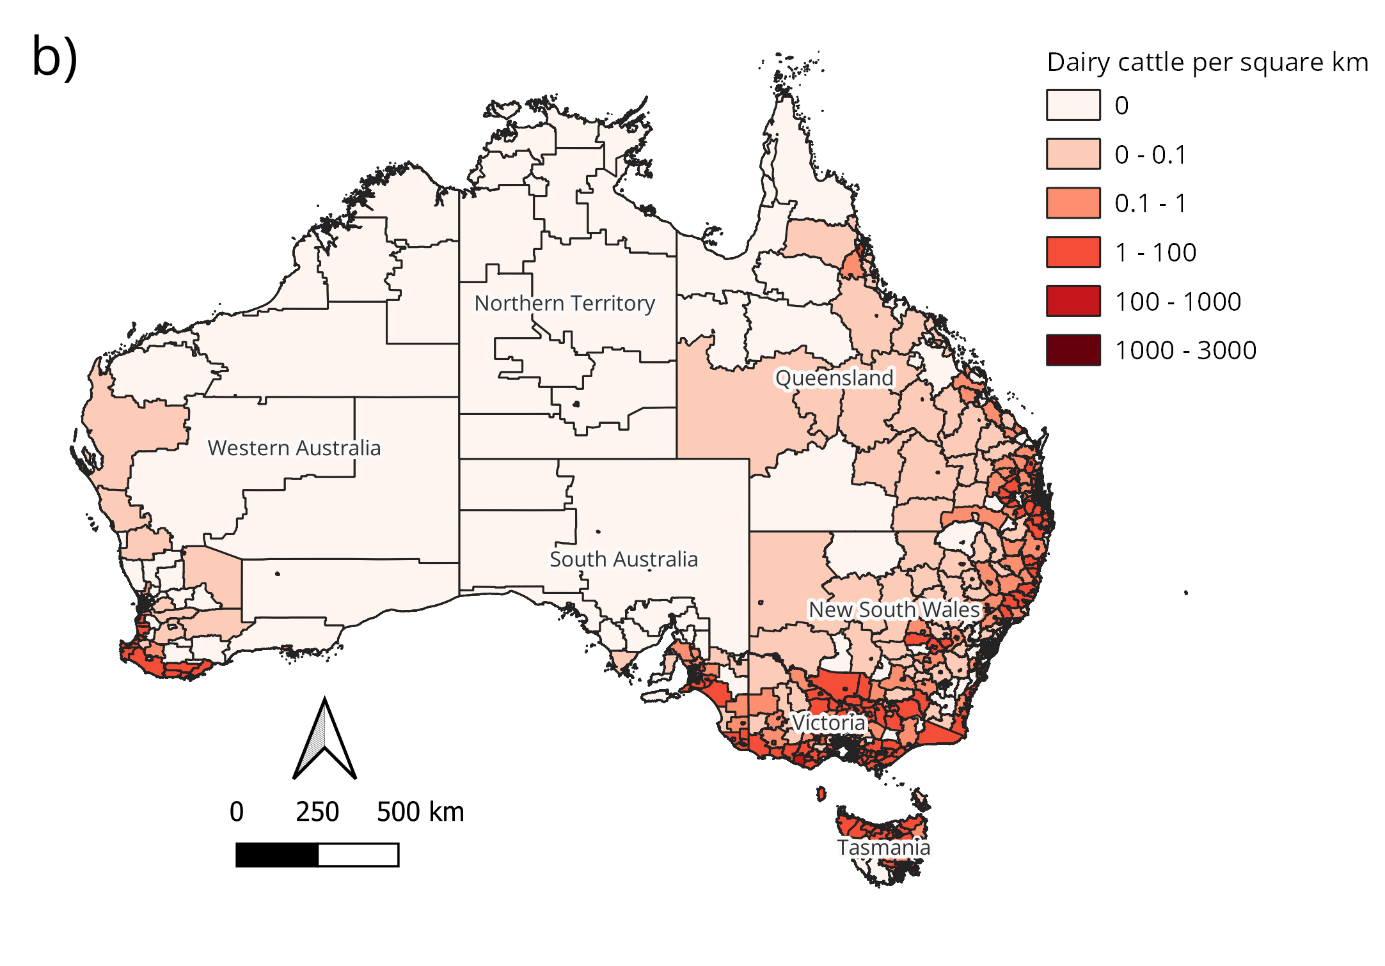 b)
Dairy cattle per square km
0
0 - 0.1
0.1 - 1
1 - 100
100 - 1000
1000 - 3000
Northern Territory
Queensland
Western Australia
South Australia
New South Wales
Victoria
Tasmania
0 250 500 km